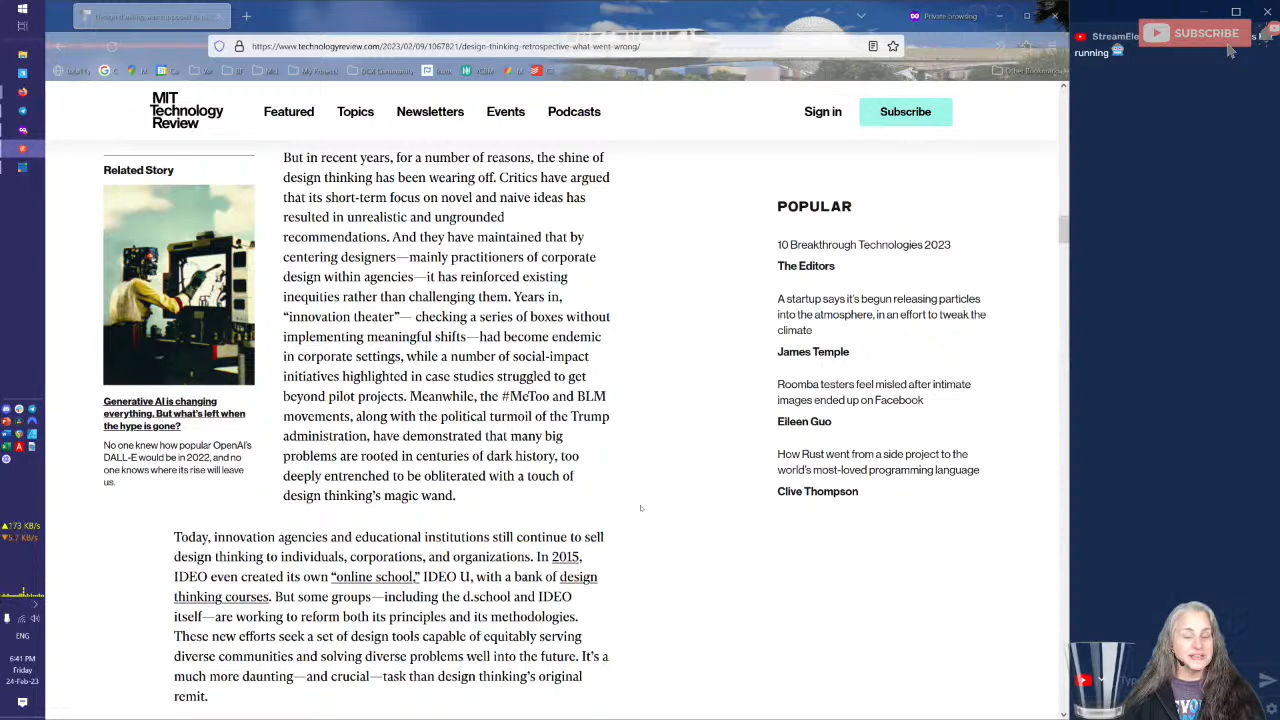 Private browsing
https://www.technologyreview.com/2023/02/09/1067821/design-thinking-retrospective-what-went-wrong/
My Projects
Other Bookmarks
MIT
Technology
Review
Featured
Topics
Newsletters
Events
Podcasts
Sign in
Subscribe
Related Story
Generative AI is changing
everything. But what's left when
the hype is gone?
No one knew how popular OpenAI's
DALL-E would be in 2022, and no
one knows where its rise will leave
us.
But in recent years, for a number of reasons, the shine of
design thinking has been wearing off. Critics have argued
that its short-term focus on novel and naive ideas has
resulted in unrealistic and ungrounded
recommendations. And they have maintained that by
centering designers—mainly practitioners of corporate
design within agencies—it has reinforced existing
inequities rather than challenging them. Years in,
“innovation theater”— checking a series of boxes without
implementing meaningful shifts—had become endemic
in corporate settings, while a number of social-impact
initiatives highlighted in case studies struggled to get
beyond pilot projects. Meanwhile, the #MeToo and BLM
movements, along with the political turmoil of the Trump
administration, have demonstrated that many big
problems are rooted in centuries of dark history, too
deeply entrenched to be obliterated with a touch of
design thinking's magic wand.
Today, innovation agencies and educational institutions still continue to sell
design thinking to individuals, corporations, and organizations. In 2015,
IDEO even created its own “online school,” IDEO U, with a bank of design
thinking courses. But some groups—including the d.school and IDEO
itself—are working to reform both its principles and its methodologies.
These new efforts seek a set of design tools capable of equitably serving
diverse communities and solving diverse problems well into the future. It's a
much more daunting—and crucial—task than design thinking's original
remit.
POPULAR
10 Breakthrough Technologies 2023
The Editors
A startup says it's begun releasing particles
into the atmosphere, in an effort to tweak the
climate
James Temple
Roomba testers feel misled after intimate
images ended up on Facebook
Eileen Guo
How Rust went from a side project to the
world's most-loved programming language
Clive Thompson
SUBSCRIBE
StreamEle
running
173 KB/s
5.7 KB/s
ENG
6:41 PM
Friday
24-Feb-23